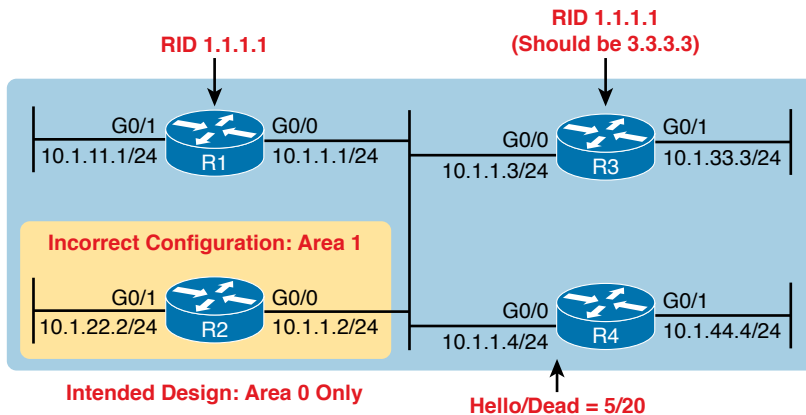 RID 1.1.1.1
RID 1.1.1.1
(Should be 3.3.3.3)
G0/1
G0/0
10.1.11.1/24
R1
10.1.1.1/24
G0/0
G0/1
10.1.1.3/24
R3
10.1.33.3/24
Incorrect Configuration: Area 1
G0/1
G0/0
10.1.22.2/24
R2
10.1.1.2/24
G0/0
G0/1
10.1.1.4/24
R4
10.1.44.4/24
Intended Design: Area 0 Only
Hello/Dead = 5/20